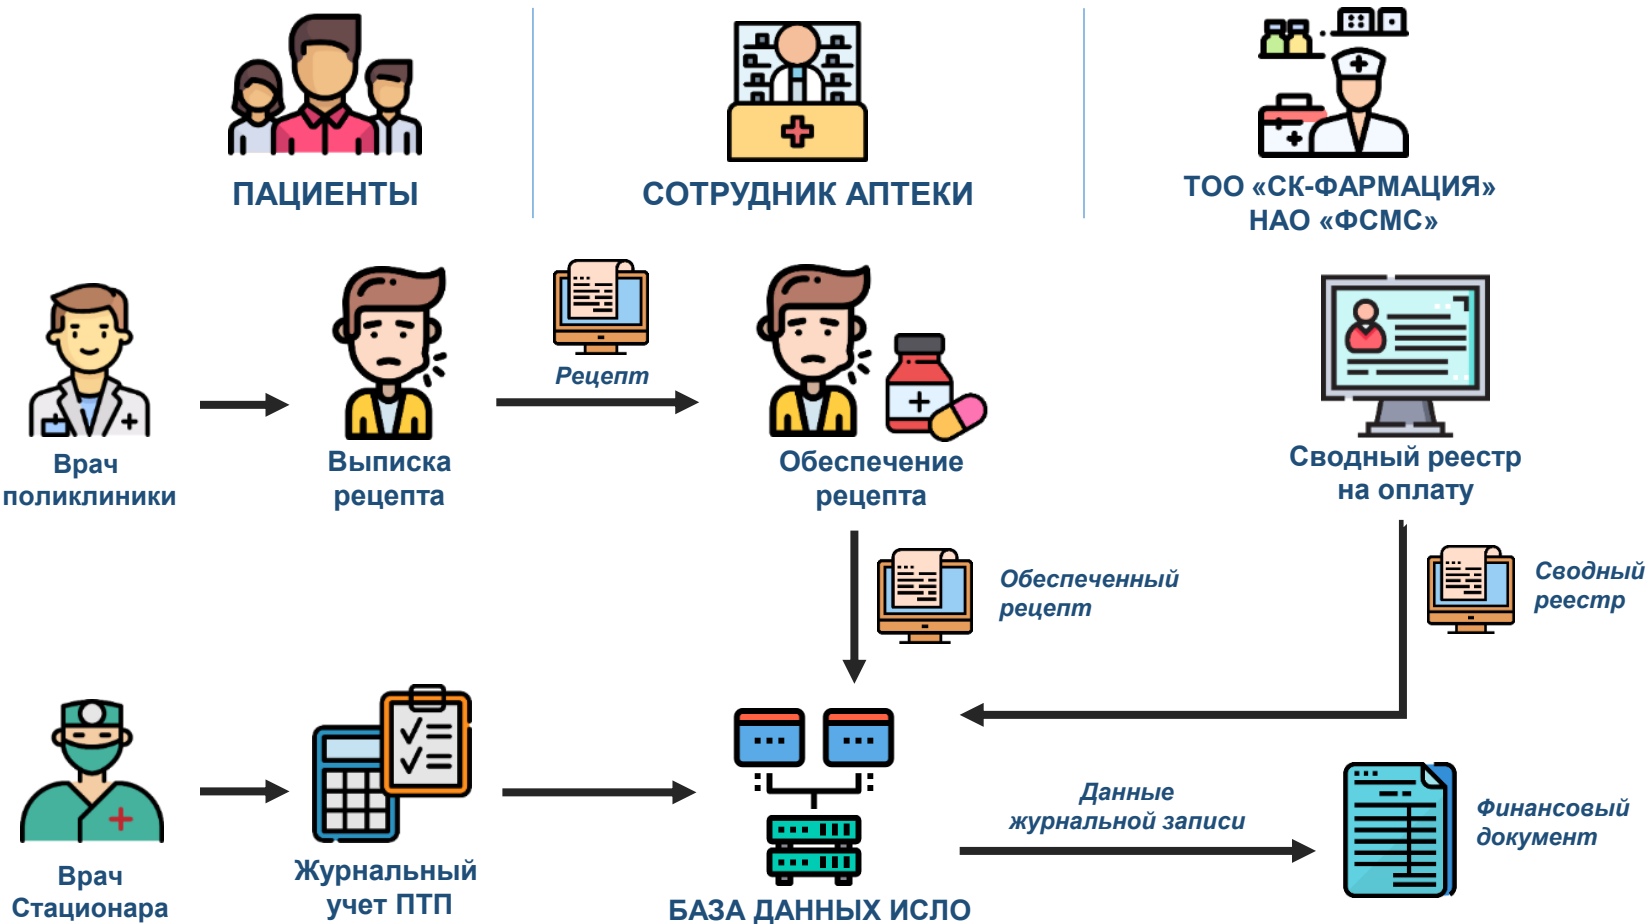 ПАЦИЕНТЫ
СОТРУДНИК АПТЕКИ
ТОО «СК-ФАРМАЦИЯ»
НАО «ФСМС»
Врач
поликлиники
Выписка
рецепта
Рецепт
Обеспечение
рецепта
Сводный реестр
на оплату
Обеспеченный
рецепт
Сводный
реестр
Врач
Стационара
Журнальный
учет ПТП
БАЗА ДАННЫХ ИСЛО
Данные
журнальной записи
Финансовый
документ